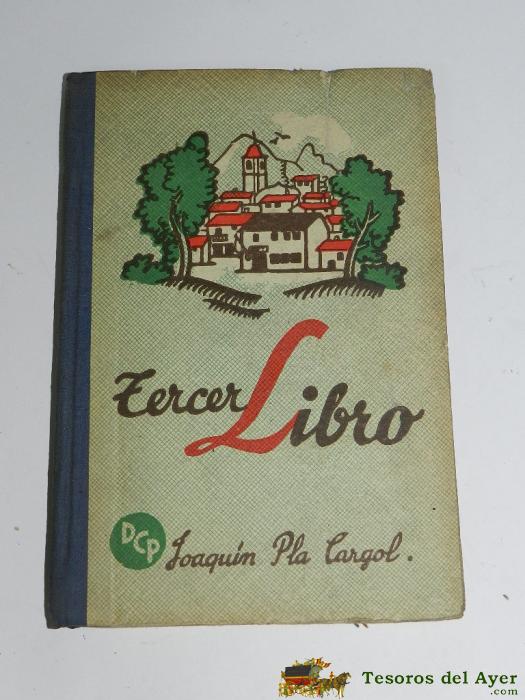 Tercer Libro
DCP
Joaquín Pla Cargol.
Tesoros del Ayer
.com